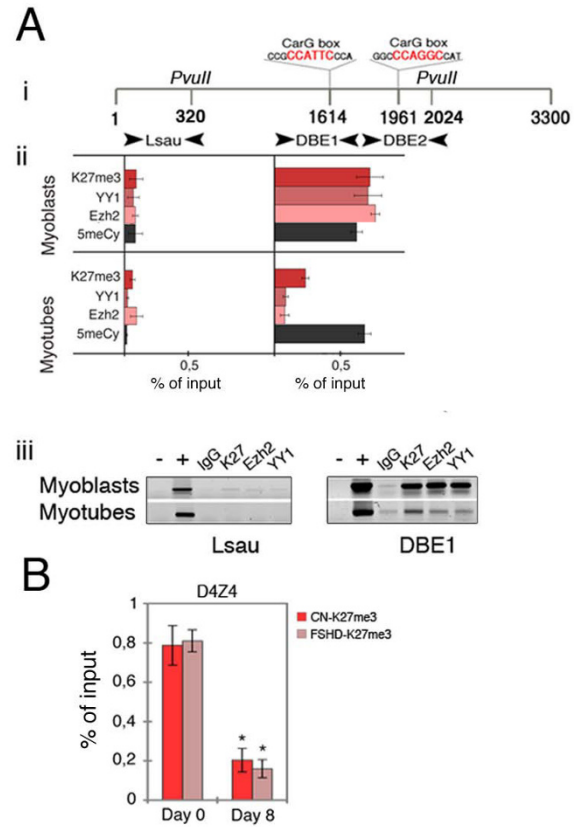 A
CarG box CarG box
CCGCCATTCCCA GGCCCAGGCCAT
PvuII PvuII
i
1 320 1614 1961 2024 3300
Lsau DBE1 DBE2
ii
Myoblasts
K27me3
YY1
Ezh2
5meCy
Myotubes
K27me3
YY1
Ezh2
5meCy
0,5 0,5
% of input % of input
iii
- + IgG K27 Ezh2 YY1 - + IgG K27 Ezh2 YY1
Myoblasts
Myotubes
Lsau DBE1
B
D4Z4
1
0,8
0,6
0,4
0,2
0
% of input
CN-K27me3
FSHD-K27me3
* *
Day 0 Day 8